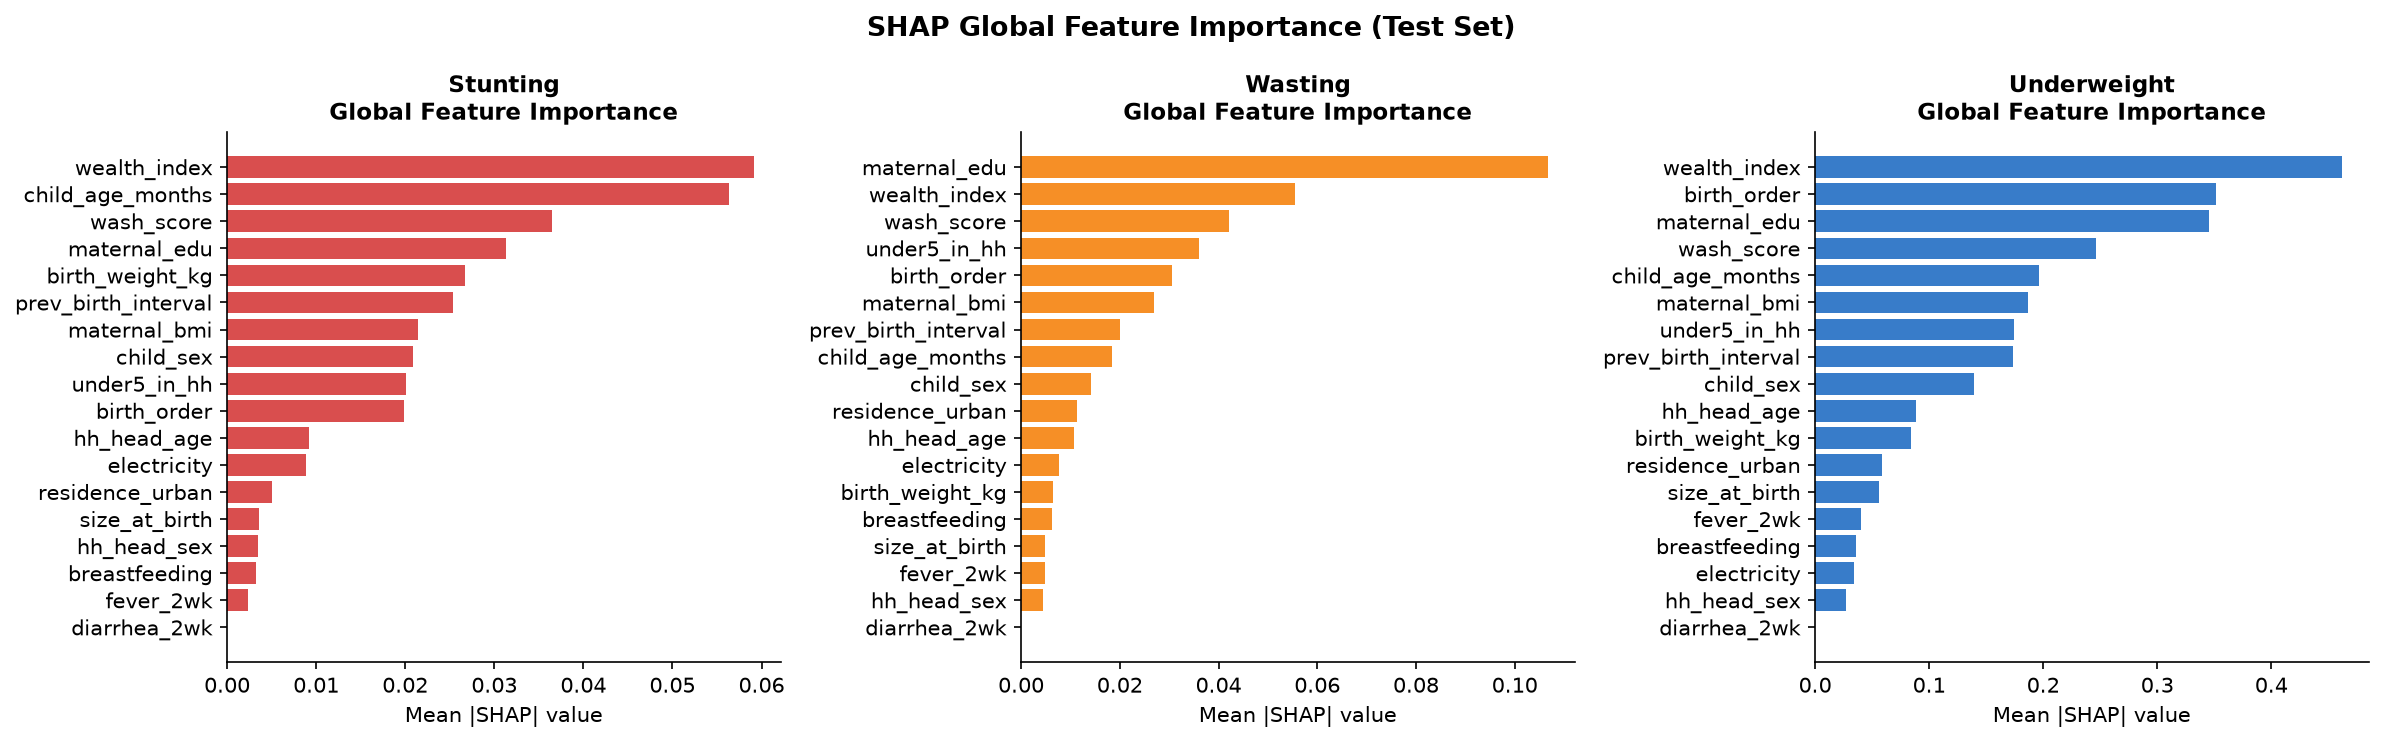 SHAP Global Feature Importance (Test Set)
Stunting
Global Feature Importance
wealth_index
child_age_months
wash_score
maternal_edu
birth_weight_kg
prev_birth_interval
maternal_bmi
child_sex
under5_in_hh
birth_order
hh_head_age
electricity
residence_urban
size_at_birth
hh_head_sex
breastfeeding
fever_2wk
diarrhea_2wk
0.00 0.01 0.02 0.03 0.04 0.05 0.06
Mean |SHAP| value
Wasting
Global Feature Importance
maternal_edu
wealth_index
wash_score
under5_in_hh
birth_order
maternal_bmi
prev_birth_interval
child_age_months
child_sex
residence_urban
hh_head_age
electricity
birth_weight_kg
breastfeeding
size_at_birth
fever_2wk
hh_head_sex
diarrhea_2wk
0.00 0.02 0.04 0.06 0.08 0.10
Mean |SHAP| value
Underweight
Global Feature Importance
wealth_index
birth_order
maternal_edu
wash_score
child_age_months
maternal_bmi
under5_in_hh
prev_birth_interval
child_sex
hh_head_age
birth_weight_kg
residence_urban
size_at_birth
fever_2wk
breastfeeding
electricity
hh_head_sex
diarrhea_2wk
0.0 0.1 0.2 0.3 0.4
Mean |SHAP| value